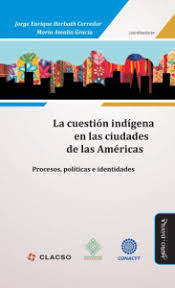 Jorge Enrique Horbath Corredor
María Amalia Gracia
coordinadores
La cuestión indígena
en las ciudades
de las Américas
Procesos, políticas e identidades
CLACSO
CONACYT